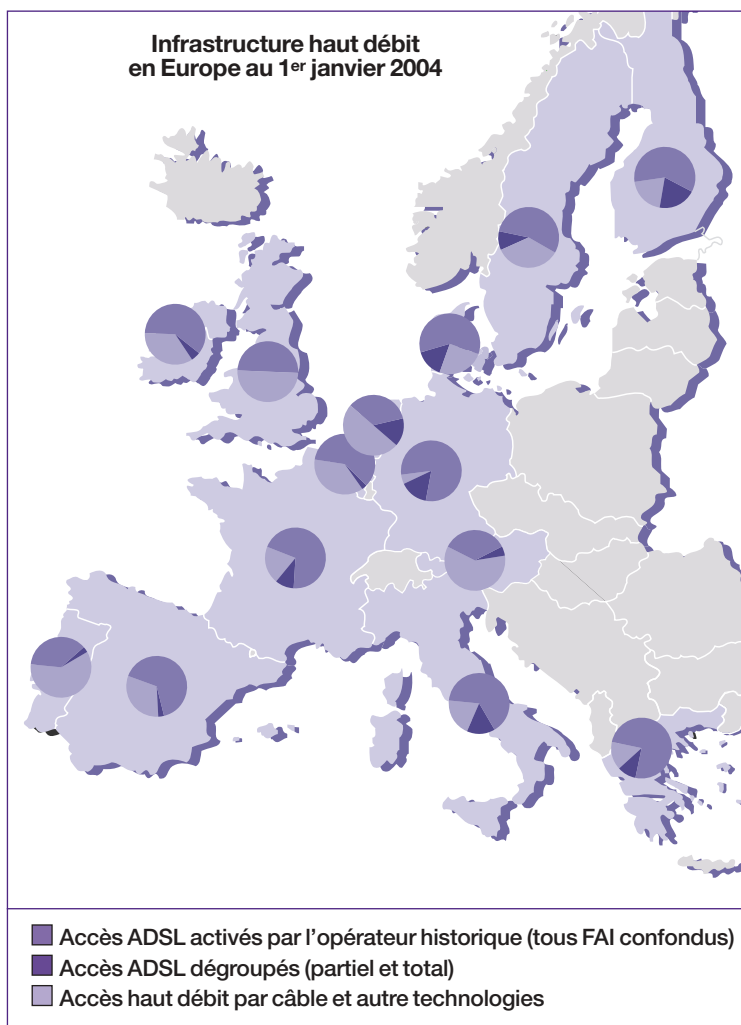 Infrastructure haut débit
en Europe au 1er janvier 2004
Accès ADSL activés par l'opérateur historique (tous FAI confondus)
Accès ADSL dégroupés (partiel et total)
Accès haut débit par câble et autre technologies